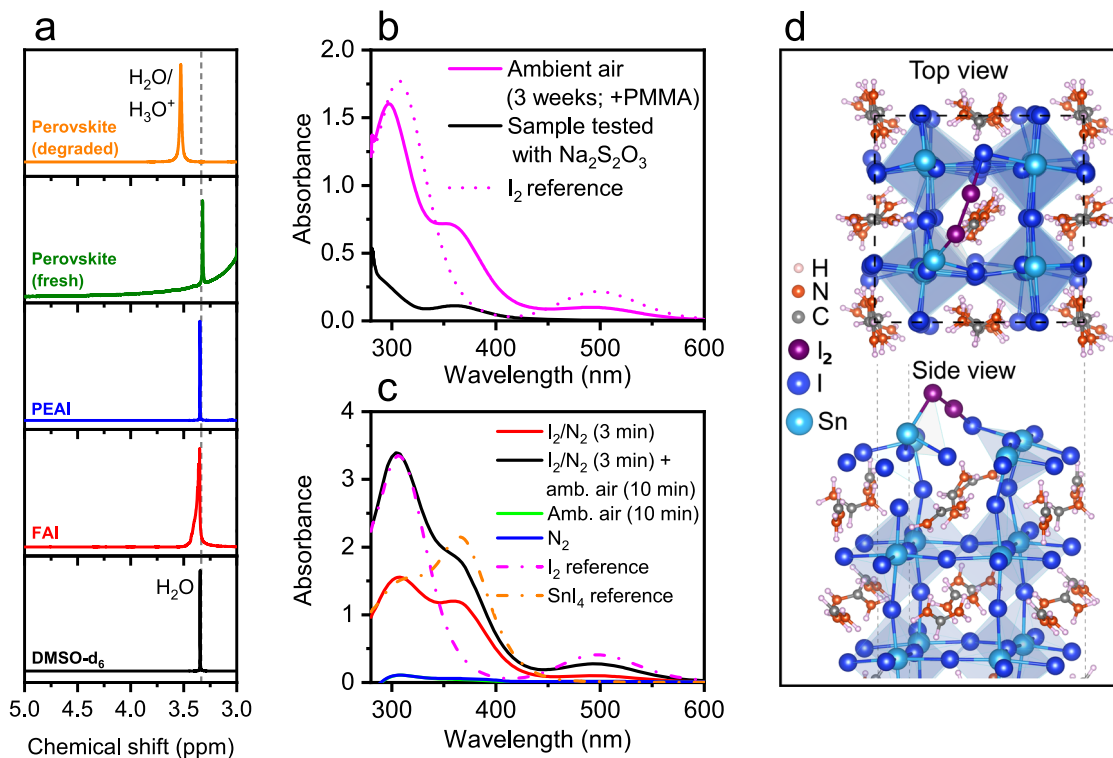 a
H₂O/
H₃O⁺
Perovskite
(degraded)
Perovskite
(fresh)
PEAI
FAI
H₂O
DMSO-d₆
5.0 4.5 4.0 3.5 3.0
Chemical shift (ppm)
b
2.0
1.5
1.0
0.5
0.0
Absorbance
Ambient air
(3 weeks; +PMMA)
Sample tested
with Na₂S₂O₃
I₂ reference
300 400 500 600
Wavelength (nm)
c
4
3
2
1
0
Absorbance
I₂/N₂ (3 min)
I₂/N₂ (3 min) +
amb. air (10 min)
Amb. air (10 min)
N₂
I₂ reference
SnI₄ reference
300 400 500 600
Wavelength (nm)
d
Top view
H
N
C
I₂
I
Sn
Side view